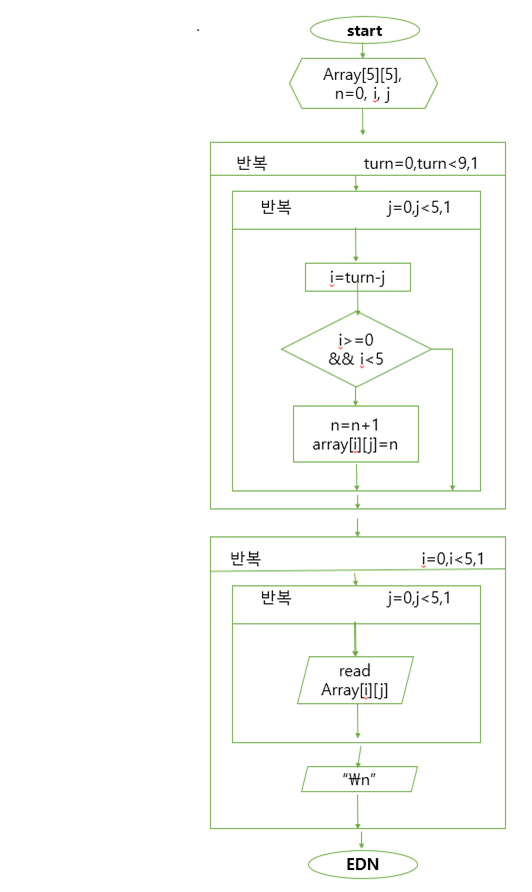 start
Array[5][5],
n=0, i, j
반복 turn=0,turn<9,1
반복 j=0,j<5,1
i=turn-j
i>=0
&& i<5
n=n+1
array[i][j]=n
반복 i=0,i<5,1
반복 j=0,j<5,1
read
Array[i][j]
“₩n”
EDN